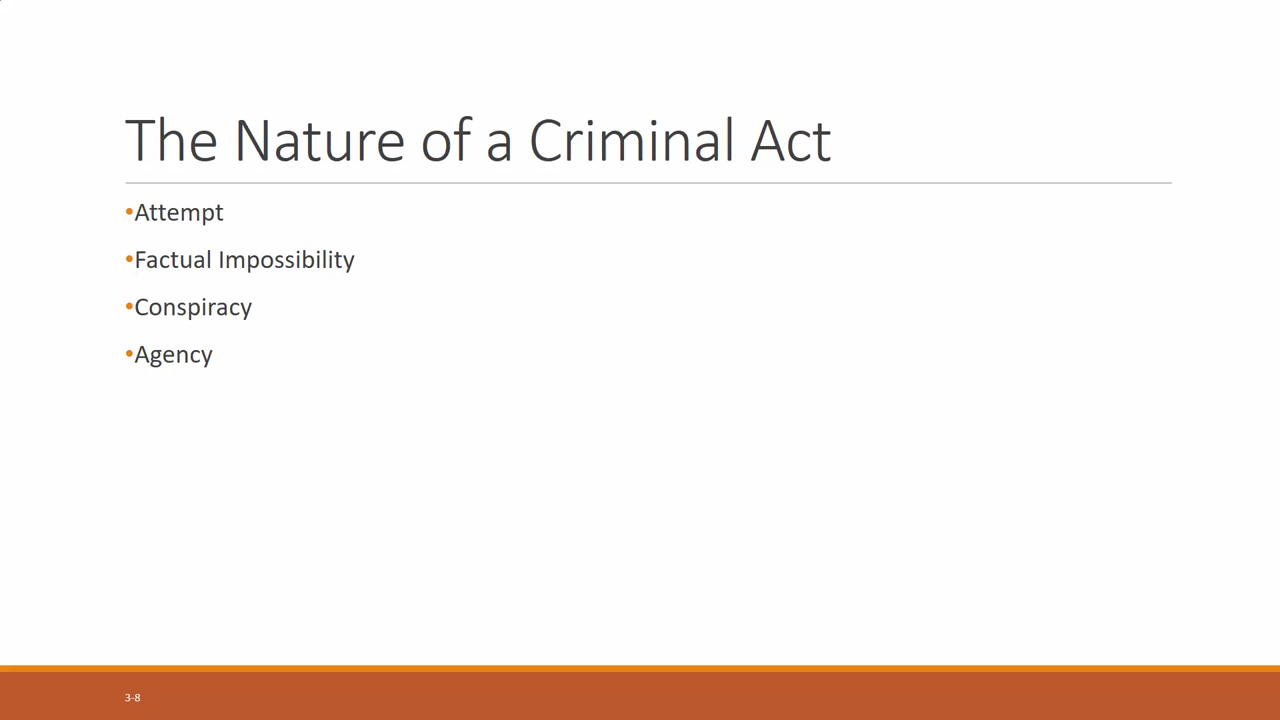 The Nature of a Criminal Act
•Attempt
•Factual Impossibility
•Conspiracy
•Agency
3-8